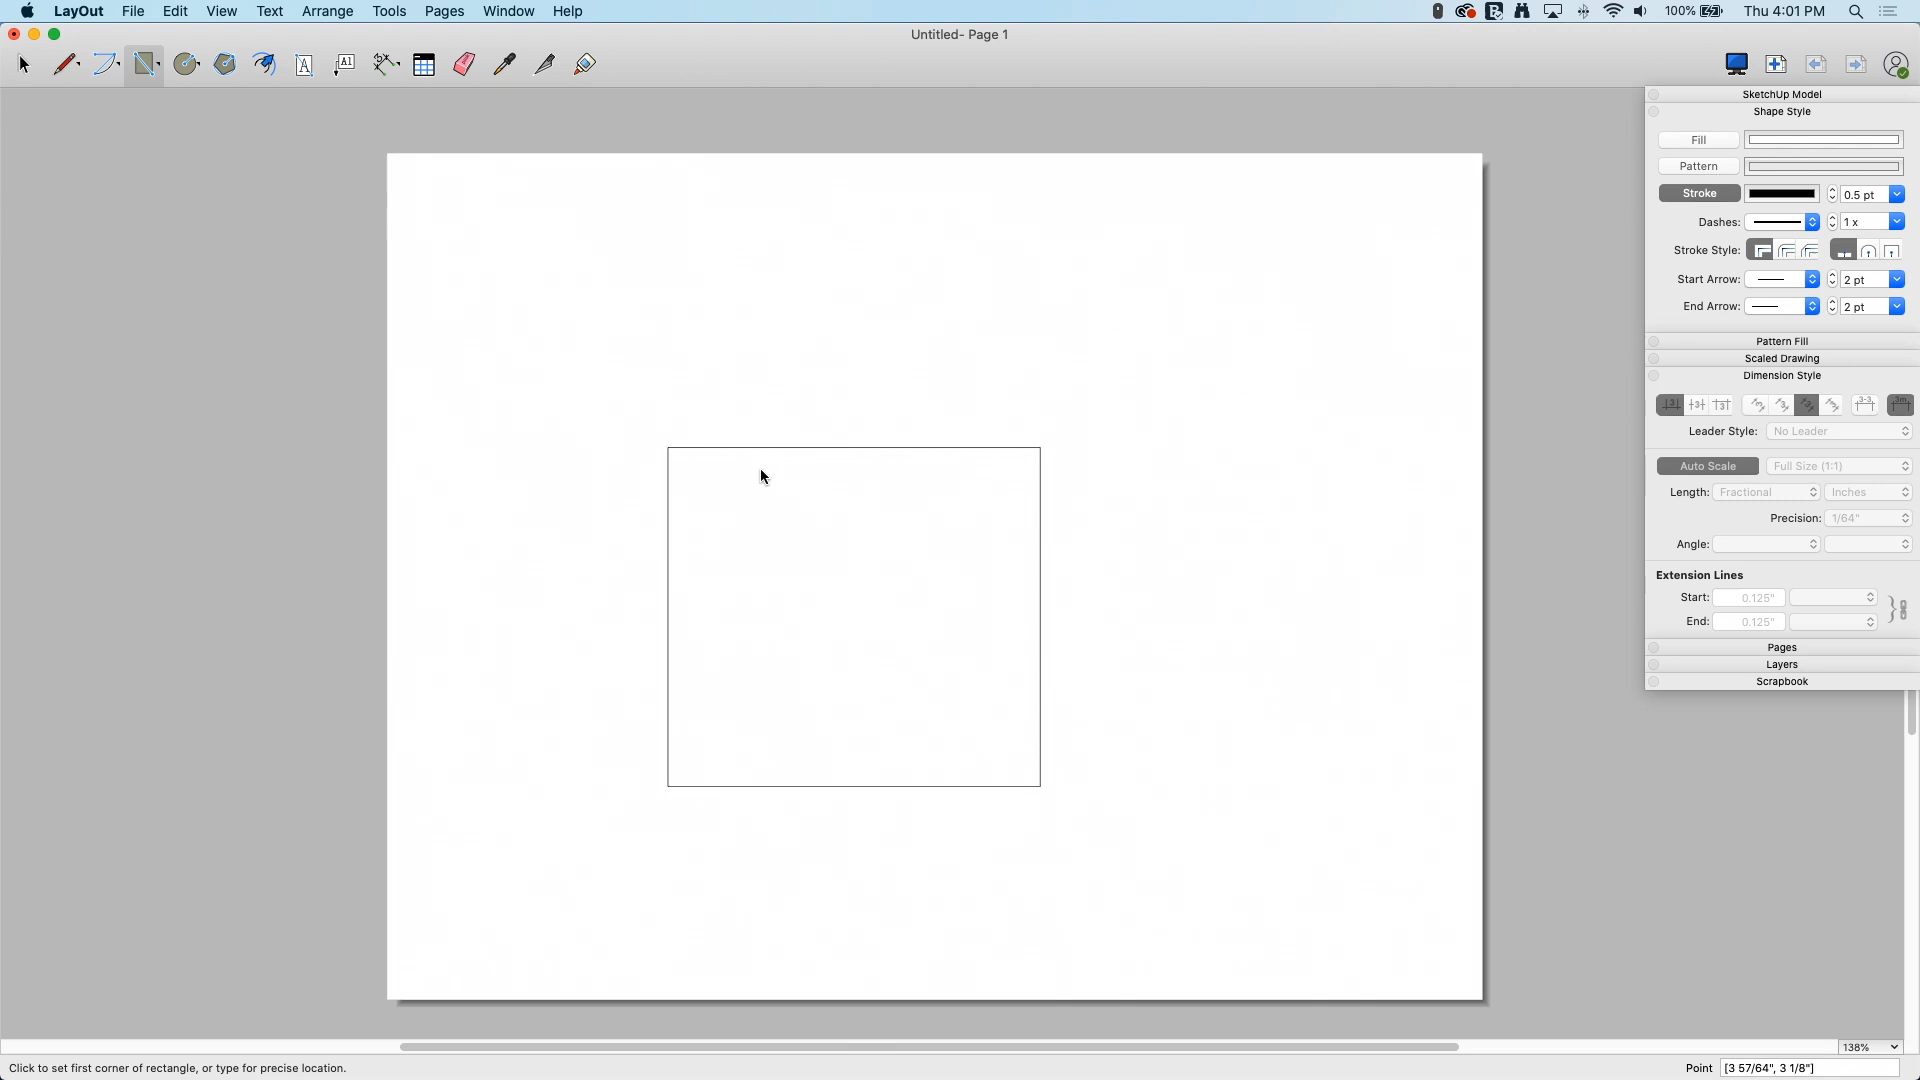 LayOut File Edit View Text Arrange Tools Pages Window Help 100% Thu 4:01 PM
Untitled- Page 1
A A1
SketchUp Model
Shape Style
Fill
Pattern
Stroke 0.5 pt
Dashes: 1 x
Stroke Style:
Start Arrow: 2 pt
End Arrow: 2 pt
Pattern Fill
Scaled Drawing
Dimension Style
Leader Style: No Leader
Auto Scale Full Size (1:1)
Length: Fractional Inches
Precision: 1/64"
Angle:
Extension Lines
Start: 0.125"
End: 0.125"
Pages
Layers
Scrapbook
138%
Click to set first corner of rectangle, or type for precise location. Point [3 57/64", 3 1/8"]